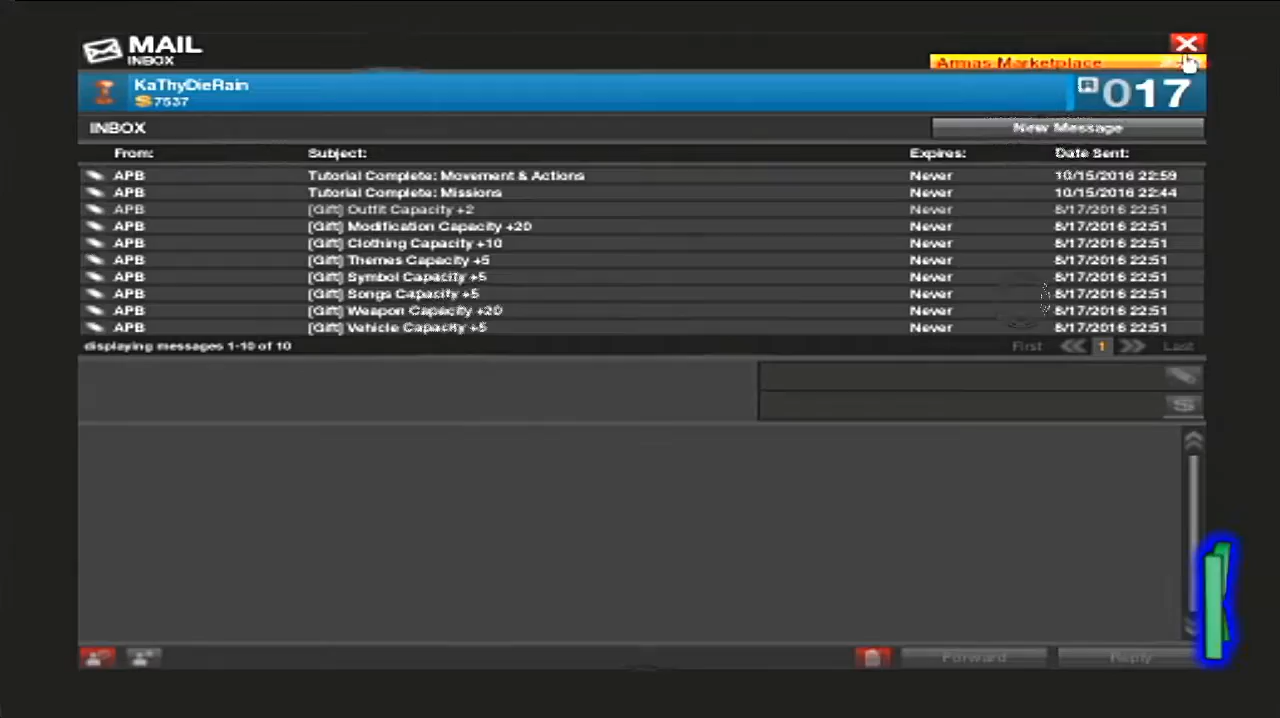 MAIL
INBOX
Armas Marketplace
KaThyDieRain
7537
R017
INBOX
New Message
From: Subject: Expires: Date Sent:
APB Tutorial Complete: Movement & Actions Never 10/15/2016 22:59
APB Tutorial Complete: Missions Never 10/15/2016 22:44
APB [Gift] Outfit Capacity +2 Never 8/17/2016 22:51
APB [Gift] Modification Capacity +20 Never 8/17/2016 22:51
APB [Gift] Clothing Capacity +10 Never 8/17/2016 22:51
APB [Gift] Themes Capacity +5 Never 8/17/2016 22:51
APB [Gift] Symbol Capacity +5 Never 8/17/2016 22:51
APB [Gift] Songs Capacity +5 Never 8/17/2016 22:51
APB [Gift] Weapon Capacity +20 Never 8/17/2016 22:51
APB [Gift] Vehicle Capacity +5 Never 8/17/2016 22:51
displaying messages 1-10 of 10 First 1 Last
Forward Reply